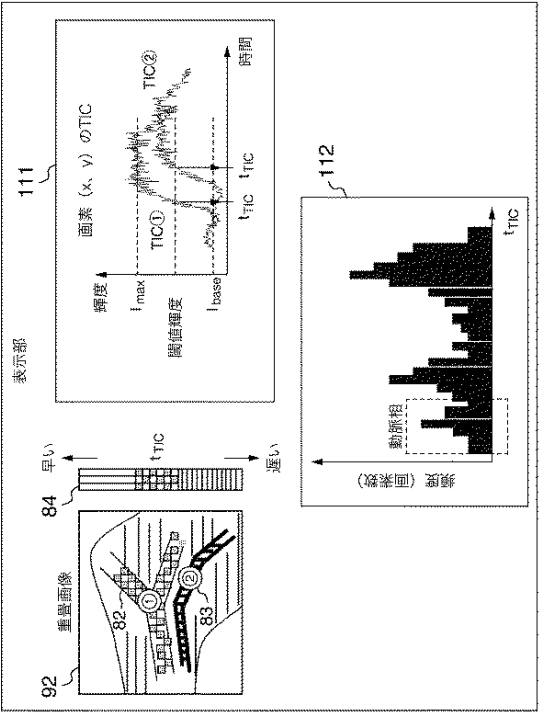 表示部
92
重畳画像
82
①
②
83
84
早い
tTIC
遅い
111
画素（x、y）のTIC
輝度
I max
閾値輝度
I base
TIC①
TIC②
tTIC
tTIC
時間
112
頻度（画素数）
動脈相
tTIC